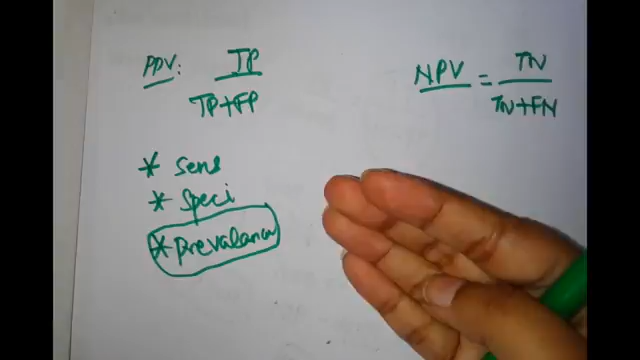 PPV: TP
TP+FP
NPV = TN
TN+FN
* Sens
* Speci
* Prevalance